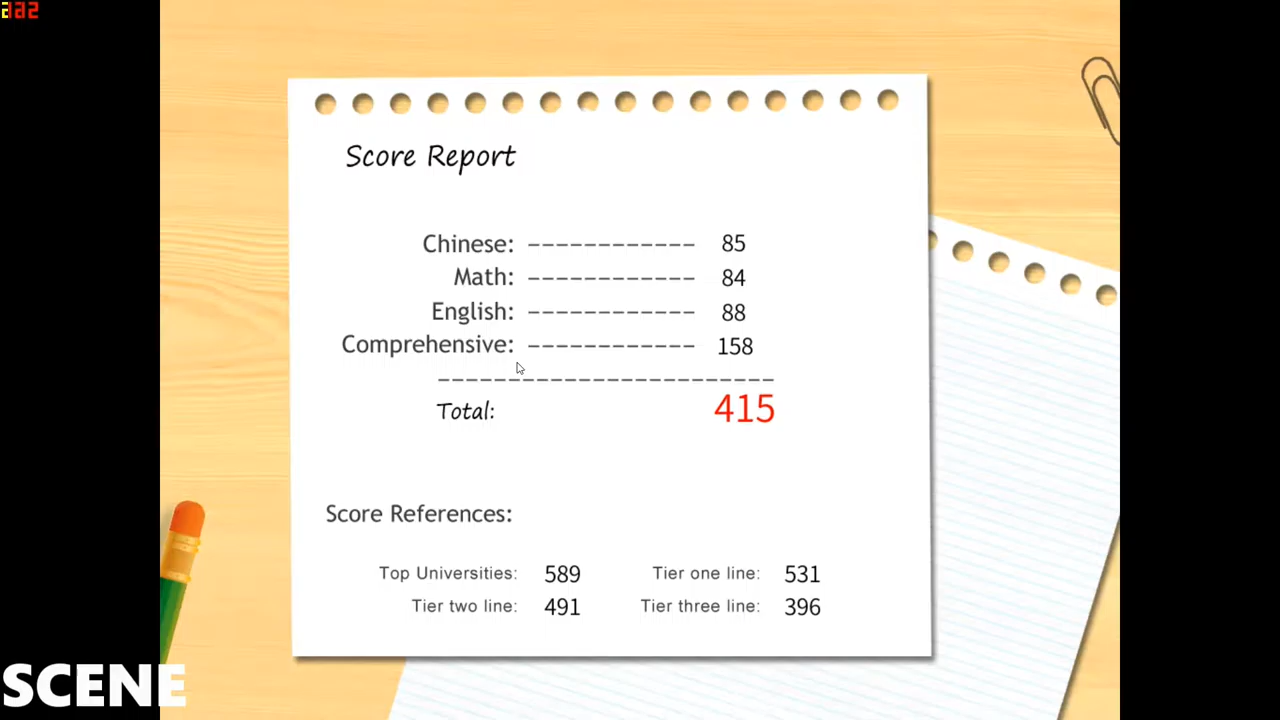 Score Report
Chinese: ------------ 85
Math: ------------ 84
English: ------------ 88
Comprehensive: ------------ 158
------------------------
Total: 415
Score References:
Top Universities: 589 Tier one line: 531
Tier two line: 491 Tier three line: 396
SCENE